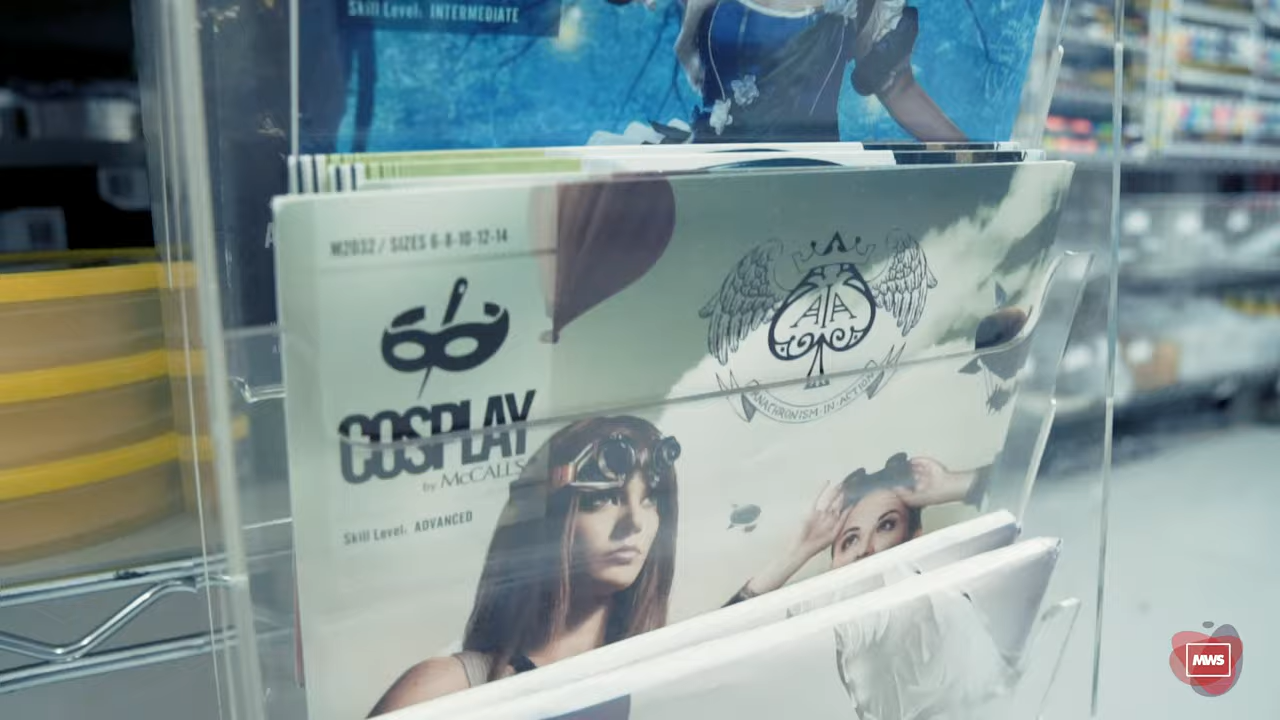 Skill Level: INTERMEDIATE
M2032 / SIZES 6-8-10-12-14
COSPLAY
by McCALL'S
Skill Level: ADVANCED
AIA
ANACHRONISM·IN·ACTION
MWS